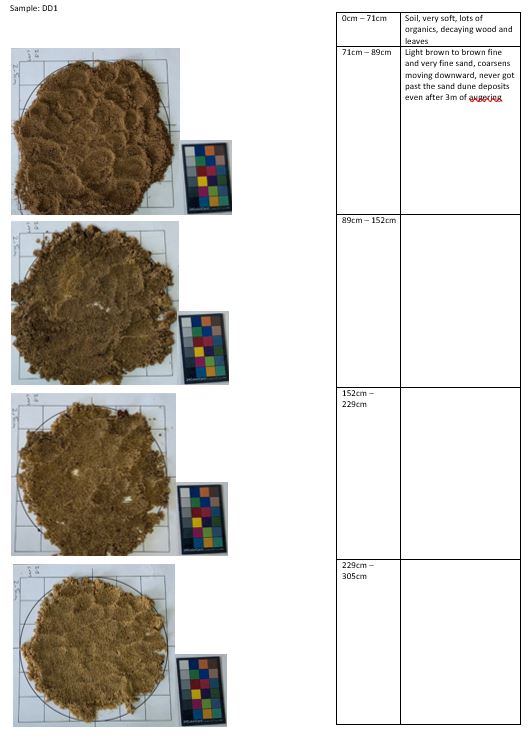 Sample: DD1
0cm – 71cm
Soil, very soft, lots of
organics, decaying wood and
leaves
71cm – 89cm
Light brown to brown fine
and very fine sand, coarsens
moving downward, never got
past the sand dune deposits
even after 3m of augering
89cm – 152cm
152cm –
229cm
229cm –
305cm